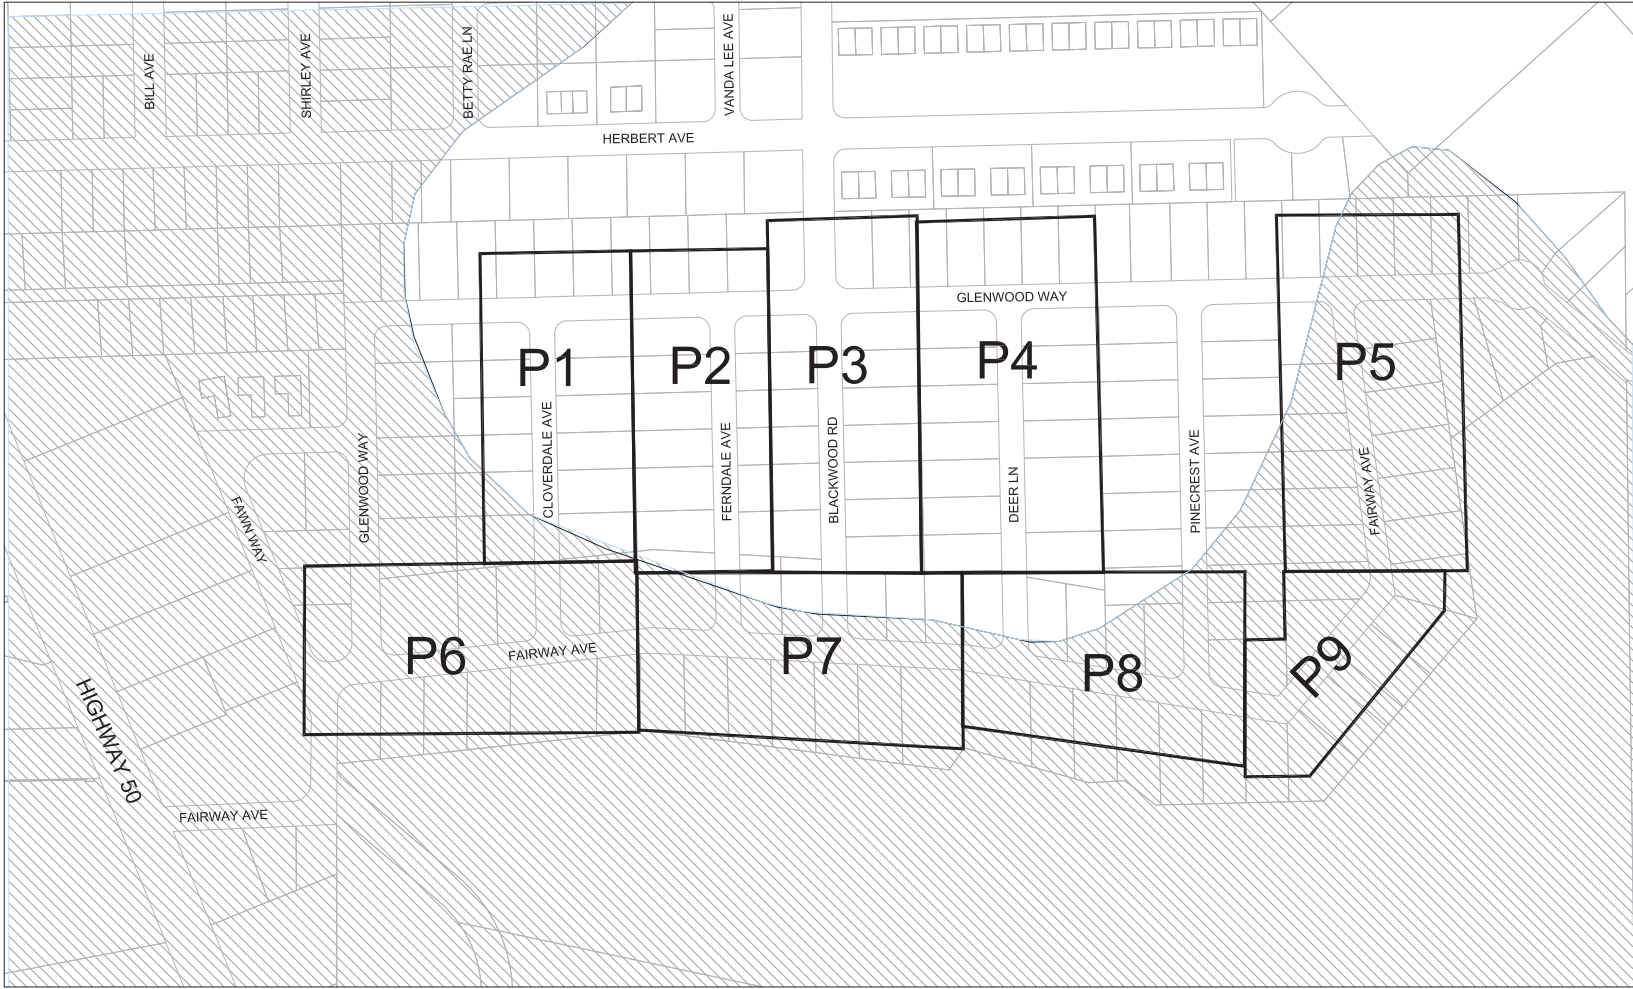 BILL AVE
SHIRLEY AVE
BETTY RAE LN
VANDA LEE AVE
HERBERT AVE
GLENWOOD WAY
P1
P2
P3
P4
P5
CLOVERDALE AVE
FERNDALE AVE
BLACKWOOD RD
DEER LN
PINECREST AVE
FAIRWAY AVE
GLENWOOD WAY
FAWN WAY
P6
FAIRWAY AVE
P7
P8
P9
HIGHWAY 50
FAIRWAY AVE